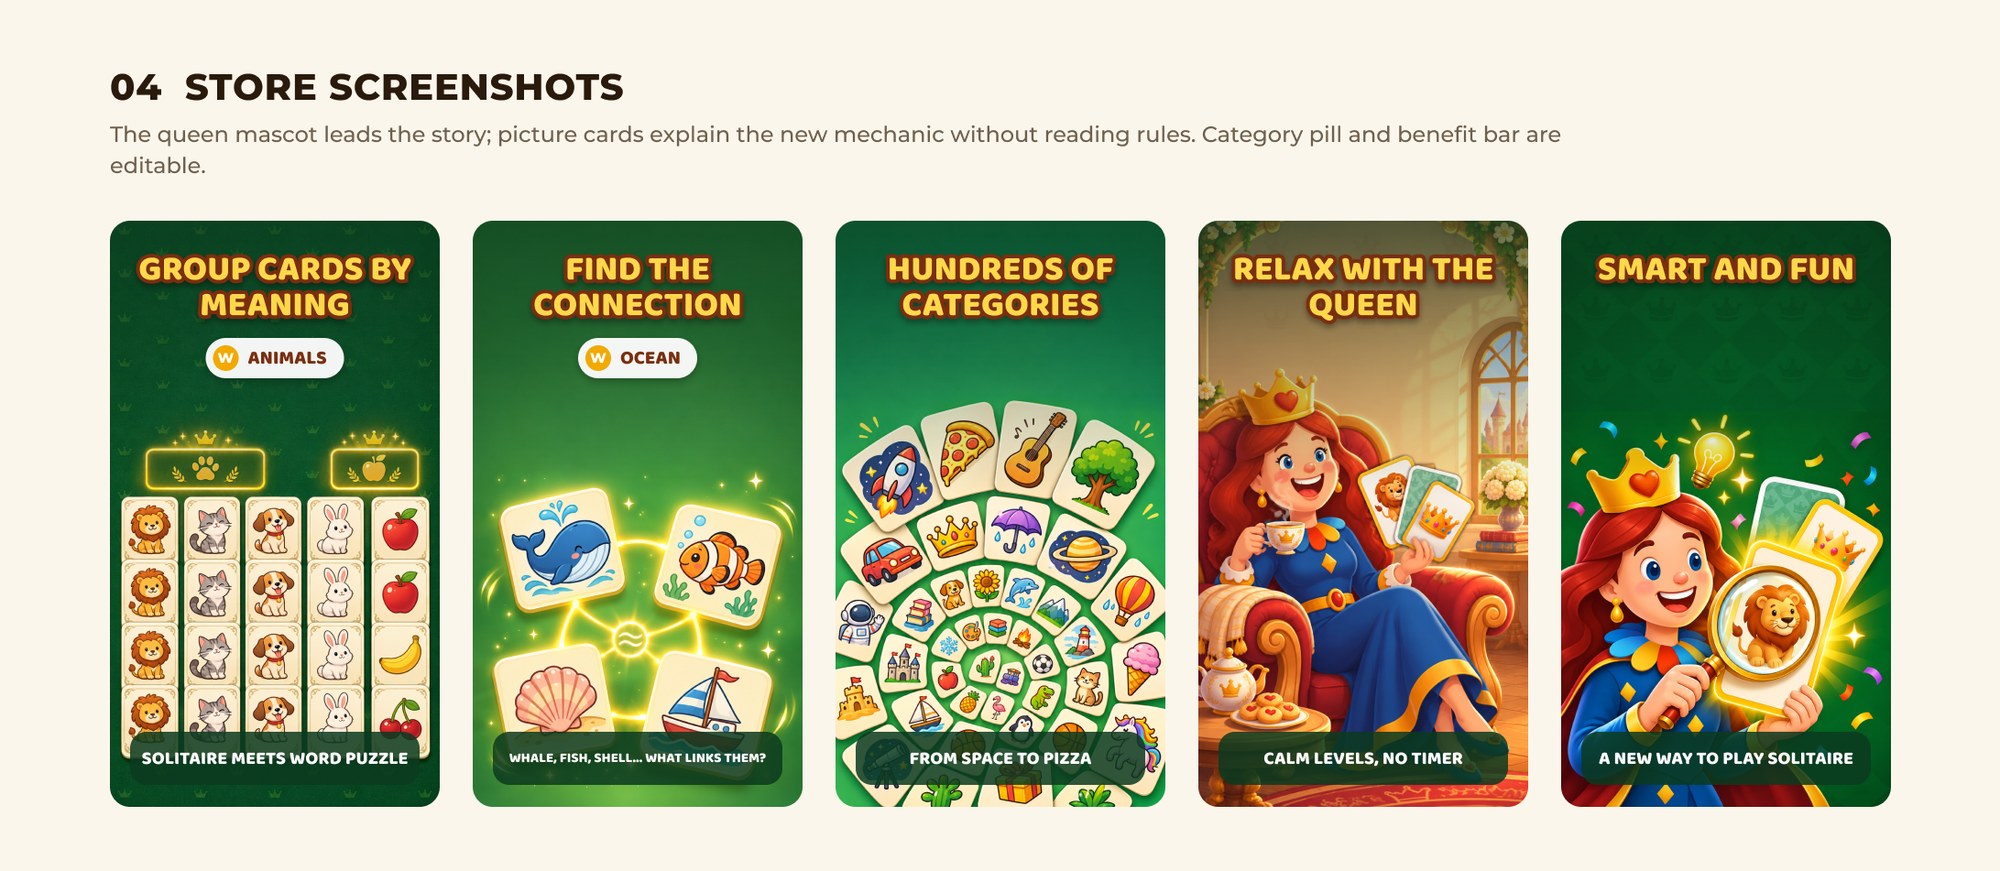 04 STORE SCREENSHOTS
The queen mascot leads the story; picture cards explain the new mechanic without reading rules. Category pill and benefit bar are
editable.
GROUP CARDS BY
MEANING
W ANIMALS
SOLITAIRE MEETS WORD PUZZLE
FIND THE
CONNECTION
W OCEAN
WHALE, FISH, SHELL... WHAT LINKS THEM?
HUNDREDS OF
CATEGORIES
FROM SPACE TO PIZZA
RELAX WITH THE
QUEEN
CALM LEVELS, NO TIMER
SMART AND FUN
A NEW WAY TO PLAY SOLITAIRE